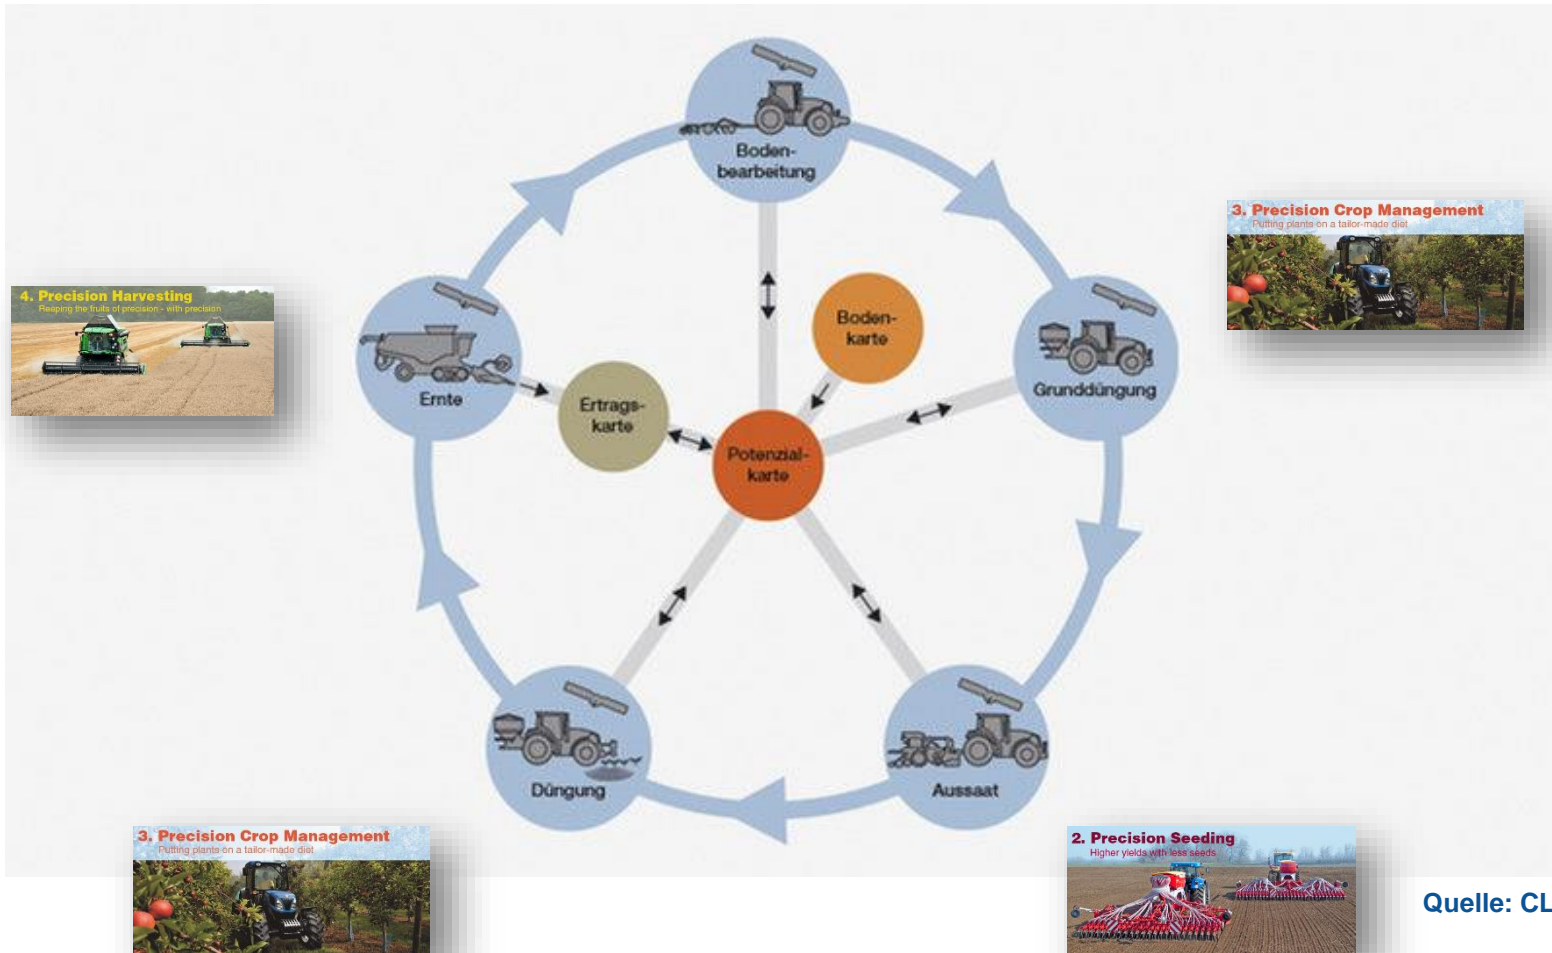 Boden-
bearbeitung
3. Precision Crop Management
Putting plants on a tailor-made diet
4. Precision Harvesting
Reaping the fruits of precision - with precision
Boden-
karte
Grunddüngung
Ernte
Ertrags-
karte
Potenzial-
karte
Düngung
Aussaat
3. Precision Crop Management
Putting plants on a tailor-made diet
2. Precision Seeding
Higher yields with less seeds
Quelle: CL